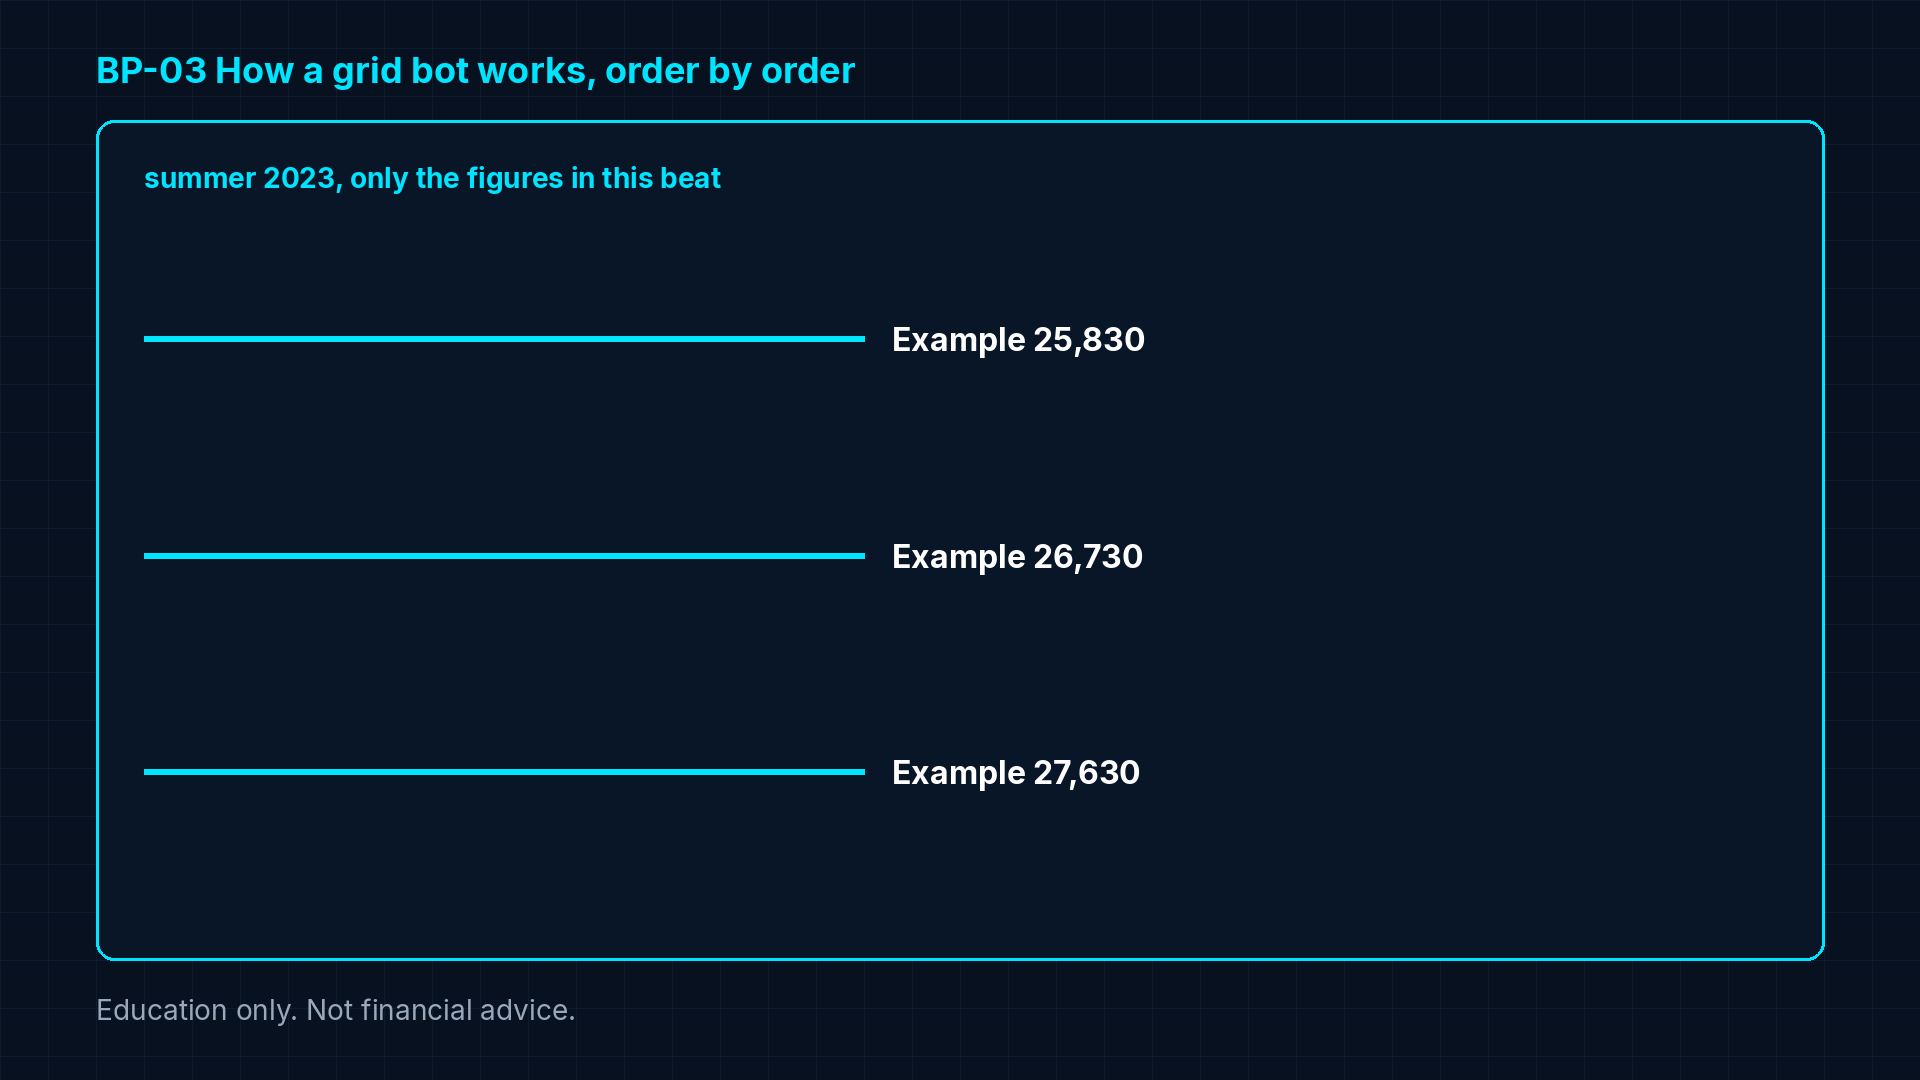 BP-03 How a grid bot works, order by order
summer 2023, only the figures in this beat
Example 25,830
Example 26,730
Example 27,630
Education only. Not financial advice.